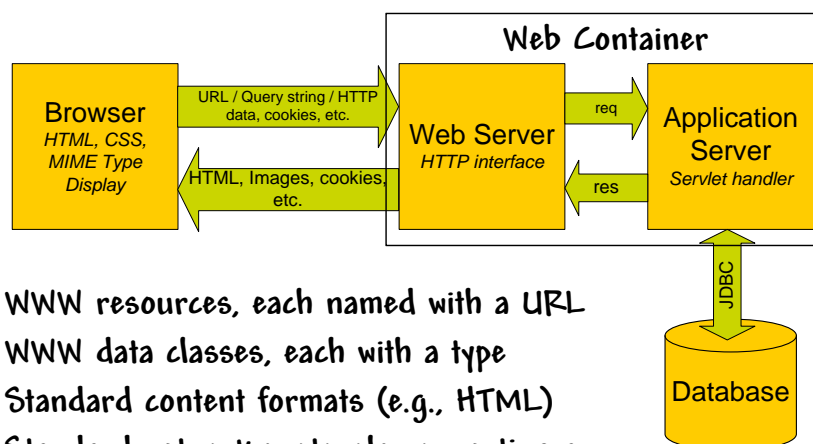 Web Container
Browser
HTML, CSS,
MIME Type
Display
URL / Query string / HTTP
data, cookies, etc.
HTML, Images, cookies,
etc.
Web Server
HTTP interface
req
res
Application
Server
Servlet handler
JDBC
Database
WWW resources, each named with a URL
WWW data classes, each with a type
Standard content formats (e.g., HTML)